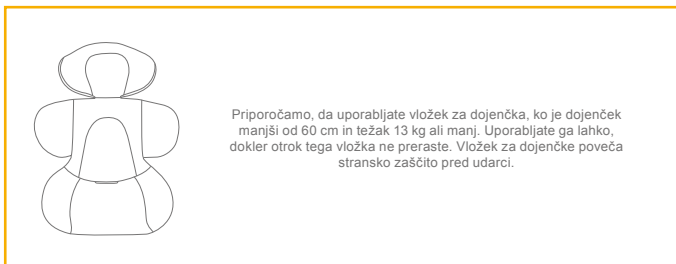 Priporočamo, da uporabljate vložek za dojenčka, ko je dojenček
manjši od 60 cm in težak 13 kg ali manj. Uporabljate ga lahko,
dokler otrok tega vložka ne preraste. Vložek za dojenčke poveča
stransko zaščito pred udarci.